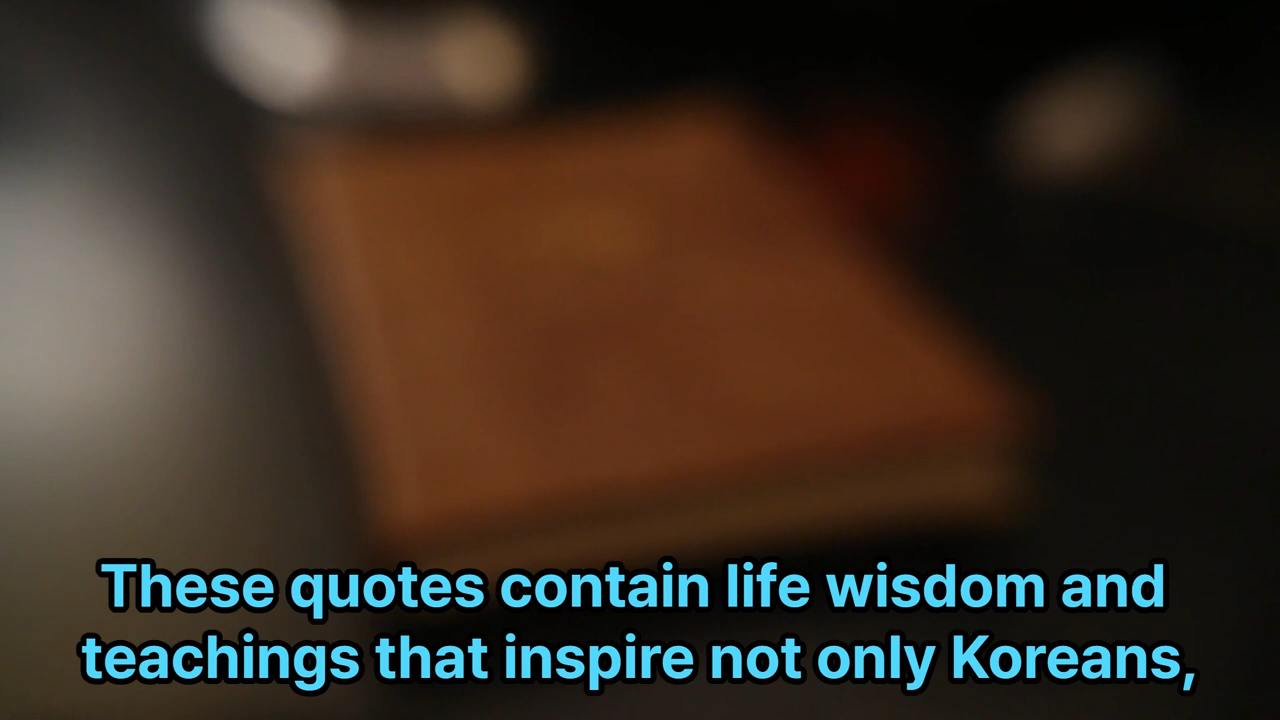 These quotes contain life wisdom and
teachings that inspire not only Koreans,